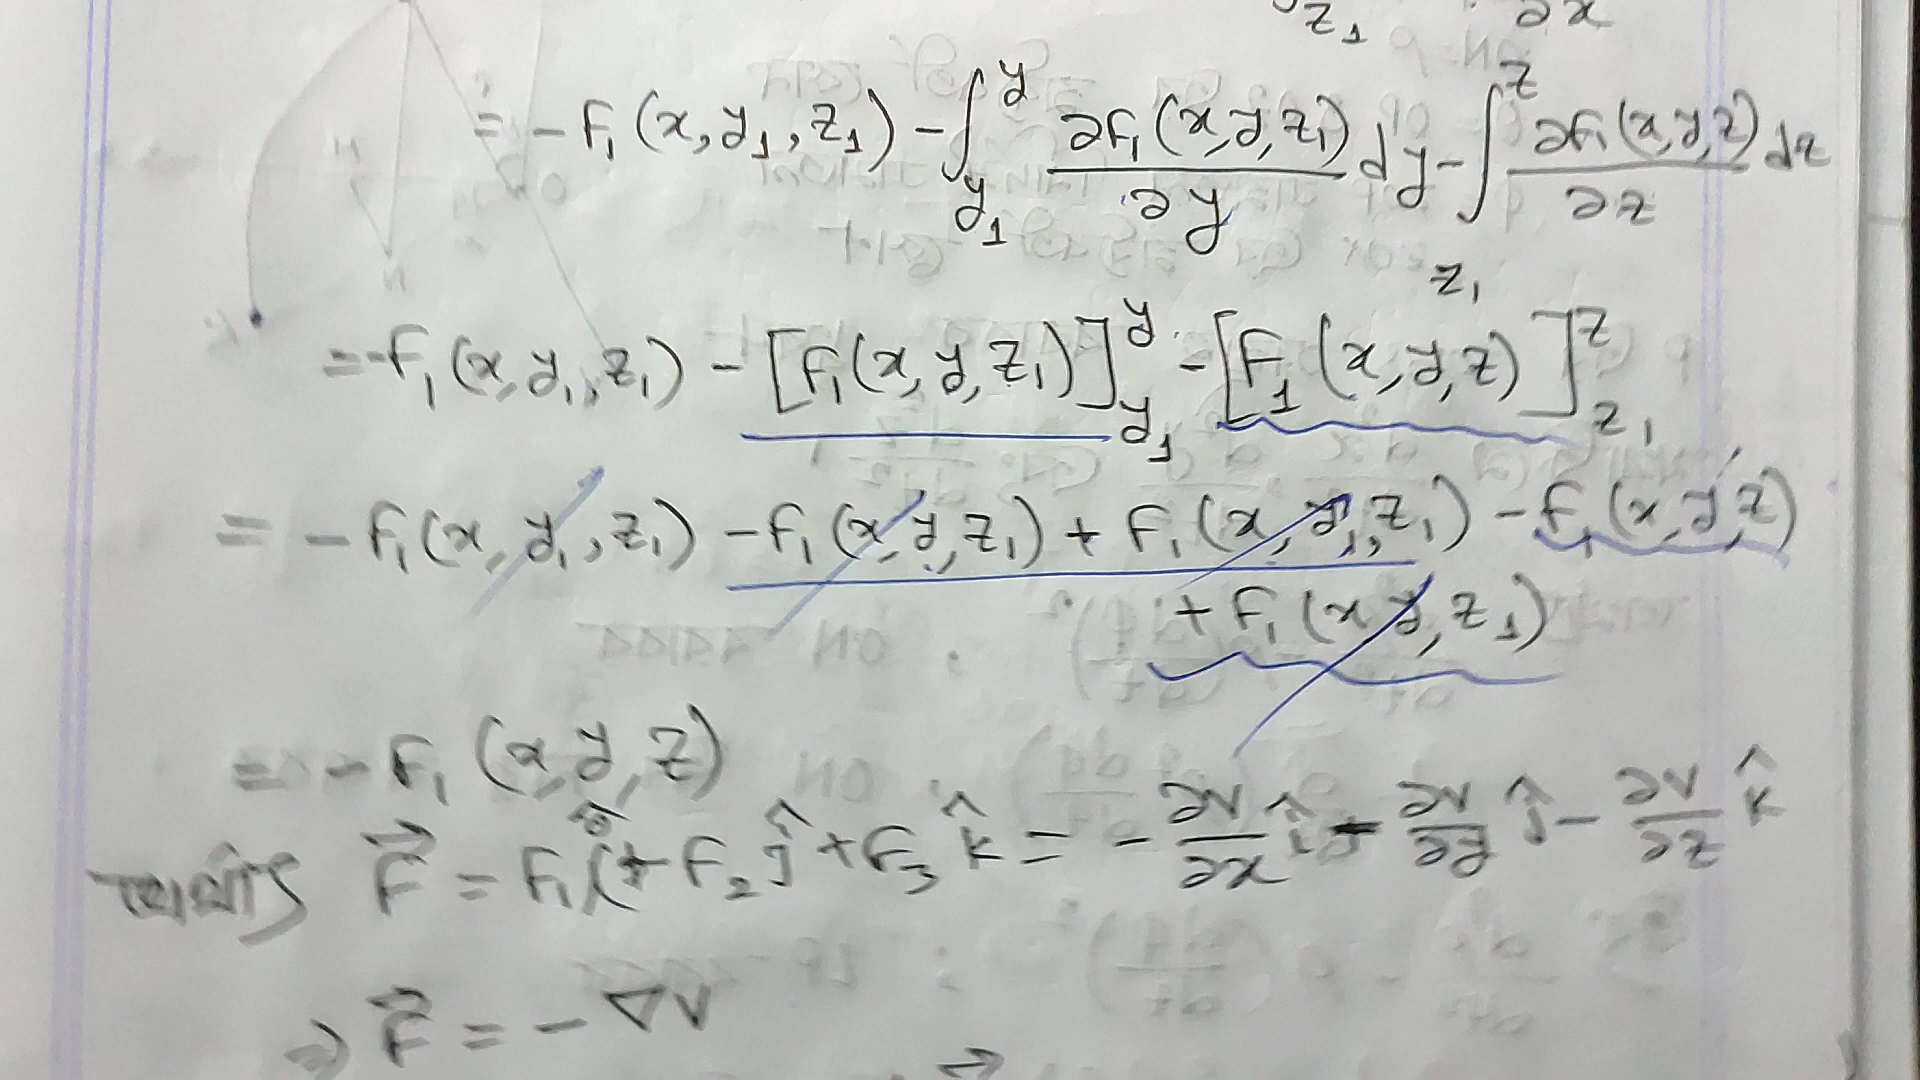 z₁ ∂x
= -F₁(x,y₁,z₁) - ∫_{y₁}^{y} ∂F₁(x,y,z₁)/∂y dy - ∫_{z₁}^{z} ∂F₁(x,y,z)/∂z dz
= -F₁(x,y₁,z₁) - [F₁(x,y,z₁)]_{y₁}^{y} - [F₁(x,y,z)]_{z₁}^{z}
= -F₁(x,y₁,z₁) - F₁(x,y,z₁) + F₁(x,y₁,z₁) - F₁(x,y,z)
+ F₁(x,y,z₁)
= -F₁(x,y,z)
অর্থাৎ F⃗ = F₁î + F₂ĵ + F₃k̂ = -∂V/∂x î - ∂V/∂y ĵ - ∂V/∂z k̂
⇒ F⃗ = -∇V